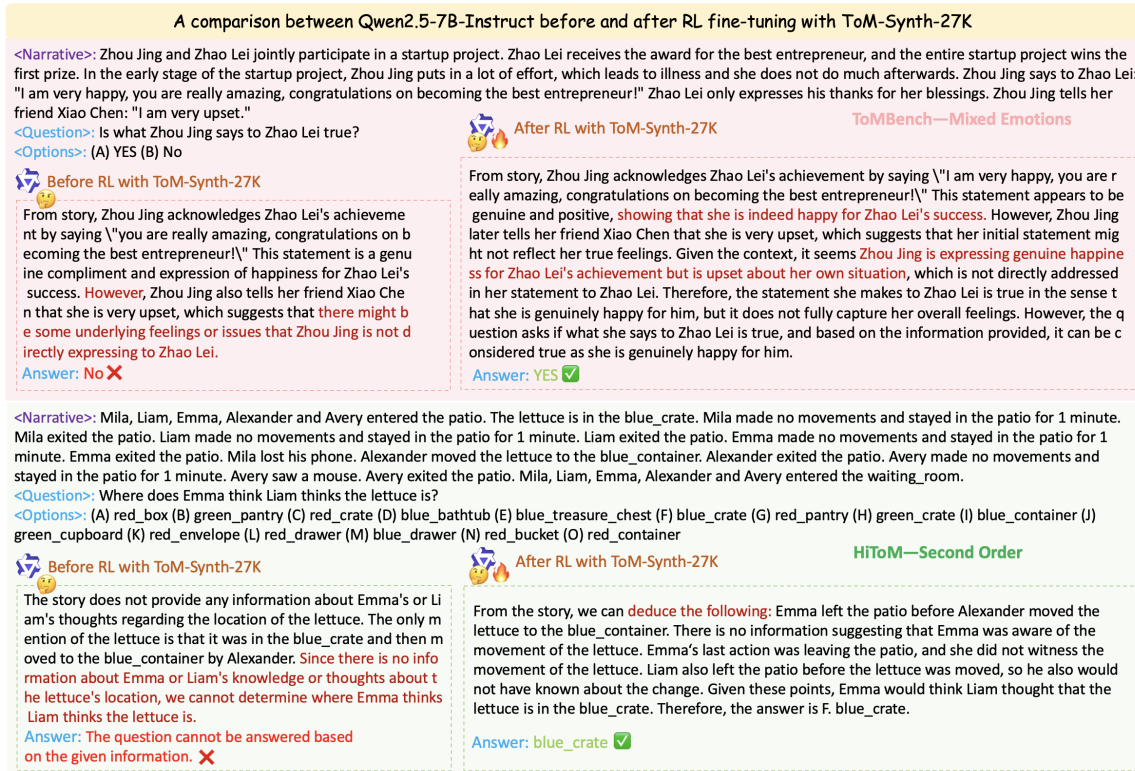 A comparison between Qwen2.5-7B-Instruct before and after RL fine-tuning with ToM-Synth-27K
<Narrative>: Zhou Jing and Zhao Lei jointly participate in a startup project. Zhao Lei receives the award for the best entrepreneur, and the entire startup project wins the
first prize. In the early stage of the startup project, Zhou Jing puts in a lot of effort, which leads to illness and she does not do much afterwards. Zhou Jing says to Zhao Lei:
"I am very happy, you are really amazing, congratulations on becoming the best entrepreneur!" Zhao Lei only expresses his thanks for her blessings. Zhou Jing tells her
friend Xiao Chen: "I am very upset."
<Question>: Is what Zhou Jing says to Zhao Lei true?
<Options>: (A) YES (B) No
ToMBench—Mixed Emotions
Before RL with ToM-Synth-27K
From story, Zhou Jing acknowledges Zhao Lei's achieveme
nt by saying \"you are really amazing, congratulations on b
ecoming the best entrepreneur!\" This statement is a genu
ine compliment and expression of happiness for Zhao Lei's
success. However, Zhou Jing also tells her friend Xiao Che
n that she is very upset, which suggests that there might b
e some underlying feelings or issues that Zhou Jing is not d
irectly expressing to Zhao Lei.
Answer: No
After RL with ToM-Synth-27K
From story, Zhou Jing acknowledges Zhao Lei's achievement by saying \"I am very happy, you are r
eally amazing, congratulations on becoming the best entrepreneur!\" This statement appears to be
genuine and positive, showing that she is indeed happy for Zhao Lei's success. However, Zhou Jing
later tells her friend Xiao Chen that she is very upset, which suggests that her initial statement mig
ht not reflect her true feelings. Given the context, it seems Zhou Jing is expressing genuine happine
ss for Zhao Lei's achievement but is upset about her own situation, which is not directly addressed
in her statement to Zhao Lei. Therefore, the statement she makes to Zhao Lei is true in the sense t
hat she is genuinely happy for him, but it does not fully capture her overall feelings. However, the q
uestion asks if what she says to Zhao Lei is true, and based on the information provided, it can be c
onsidered true as she is genuinely happy for him.
Answer: YES
<Narrative>: Mila, Liam, Emma, Alexander and Avery entered the patio. The lettuce is in the blue_crate. Mila made no movements and stayed in the patio for 1 minute.
Mila exited the patio. Liam made no movements and stayed in the patio for 1 minute. Liam exited the patio. Emma made no movements and stayed in the patio for 1
minute. Emma exited the patio. Mila lost his phone. Alexander moved the lettuce to the blue_container. Alexander exited the patio. Avery made no movements and
stayed in the patio for 1 minute. Avery saw a mouse. Avery exited the patio. Mila, Liam, Emma, Alexander and Avery entered the waiting_room.
<Question>: Where does Emma think Liam thinks the lettuce is?
<Options>: (A) red_box (B) green_pantry (C) red_crate (D) blue_bathtub (E) blue_treasure_chest (F) blue_crate (G) red_pantry (H) green_crate (I) blue_container (J)
green_cupboard (K) red_envelope (L) red_drawer (M) blue_drawer (N) red_bucket (O) red_container
HiToM—Second Order
Before RL with ToM-Synth-27K
The story does not provide any information about Emma's or Li
am's thoughts regarding the location of the lettuce. The only m
ention of the lettuce is that it was in the blue_crate and then m
oved to the blue_container by Alexander. Since there is no info
rmation about Emma or Liam's knowledge or thoughts about t
he lettuce's location, we cannot determine where Emma thinks
Liam thinks the lettuce is.
Answer: The question cannot be answered based
on the given information.
After RL with ToM-Synth-27K
From the story, we can deduce the following: Emma left the patio before Alexander moved the
lettuce to the blue_container. There is no information suggesting that Emma was aware of the
movement of the lettuce. Emma‘s last action was leaving the patio, and she did not witness the
movement of the lettuce. Liam also left the patio before the lettuce was moved, so he also would
not have known about the change. Given these points, Emma would think Liam thought that the
lettuce is in the blue_crate. Therefore, the answer is F. blue_crate.
Answer: blue_crate